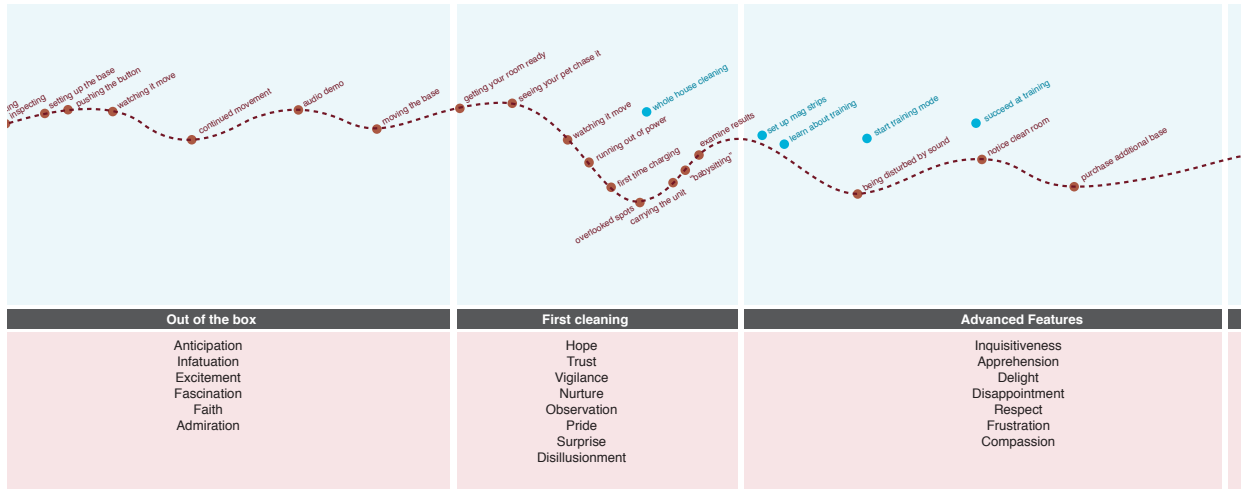 inspecting
setting up the base
pushing the button
watching it move
continued movement
audio demo
moving the base
getting your room ready
seeing your pet chase it
watching it move
running out of power
first time charging
overlooked spots
carrying the unit
"babysitting"
examine results
whole house cleaning
set up mag strips
learn about training
start training mode
succeed at training
being disturbed by sound
notice clean room
purchase additional base
Out of the box
Anticipation
Infatuation
Excitement
Fascination
Faith
Admiration
First cleaning
Hope
Trust
Vigilance
Nurture
Observation
Pride
Surprise
Disillusionment
Advanced Features
Inquisitiveness
Apprehension
Delight
Disappointment
Respect
Frustration
Compassion